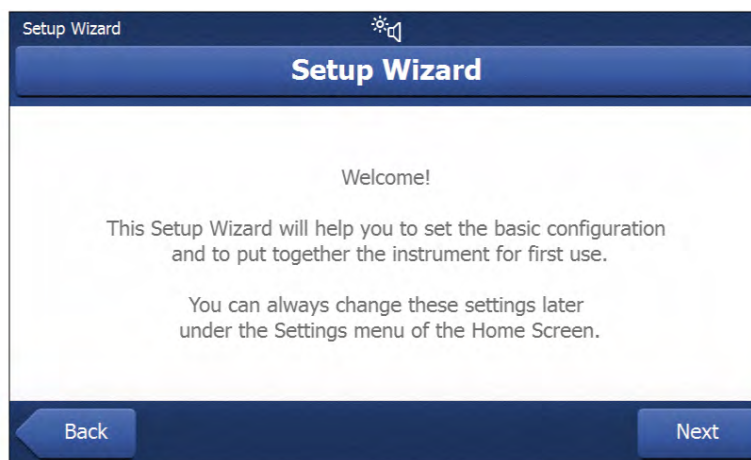 Setup Wizard
Setup Wizard
Welcome!
This Setup Wizard will help you to set the basic configuration
and to put together the instrument for first use.
You can always change these settings later
under the Settings menu of the Home Screen.
Back
Next